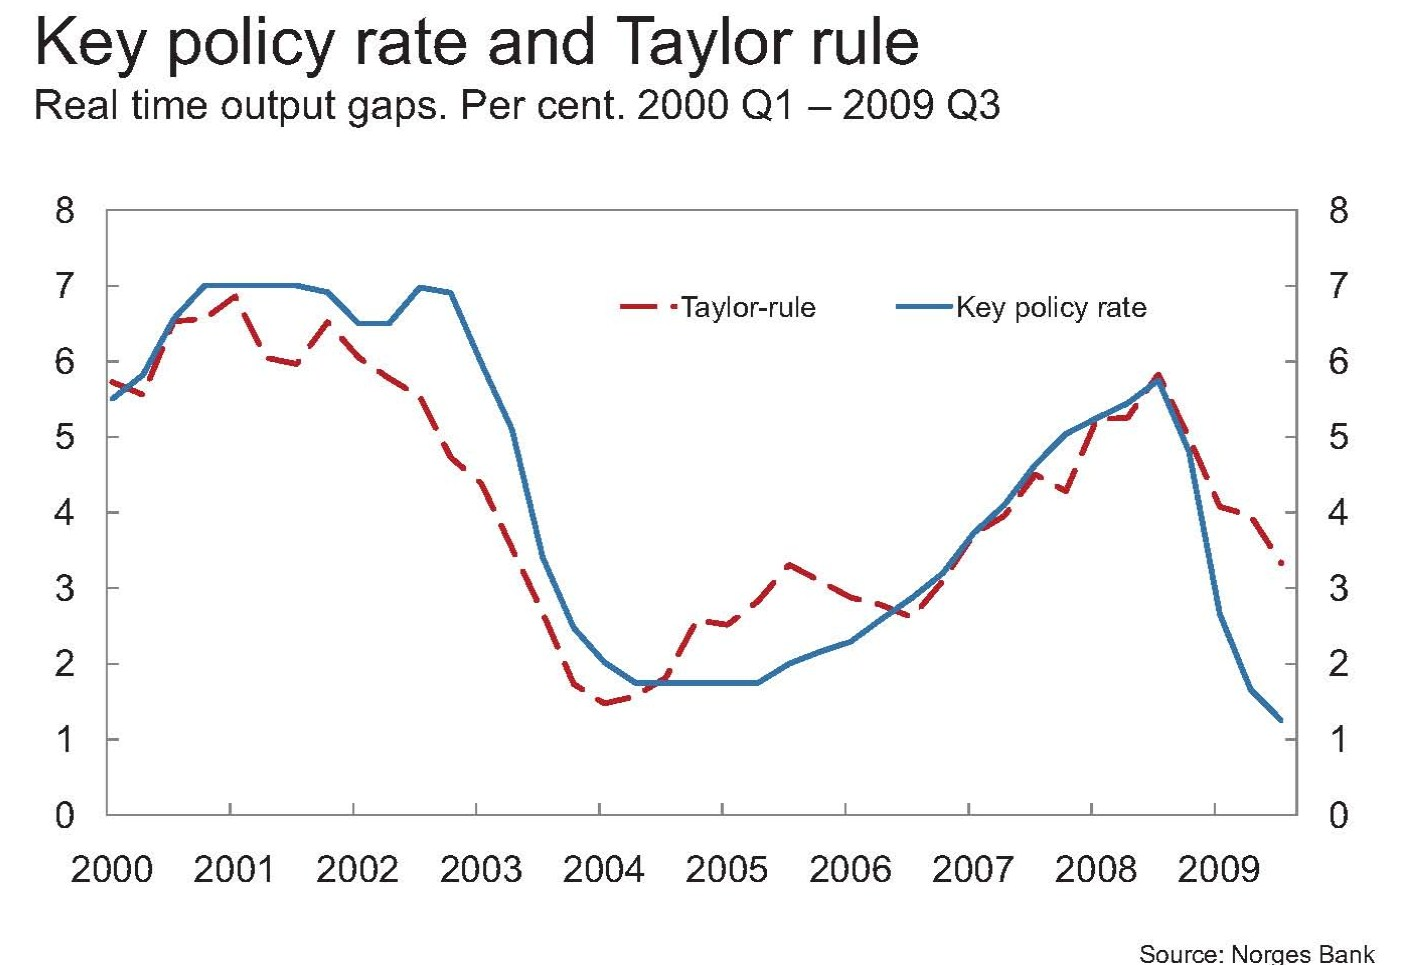 Key policy rate and Taylor rule
Real time output gaps. Per cent. 2000 Q1 – 2009 Q3
8 8
7 7
Taylor-rule Key policy rate
6 6
5 5
4 4
3 3
2 2
1 1
0 0
2000 2001 2002 2003 2004 2005 2006 2007 2008 2009
Source: Norges Bank